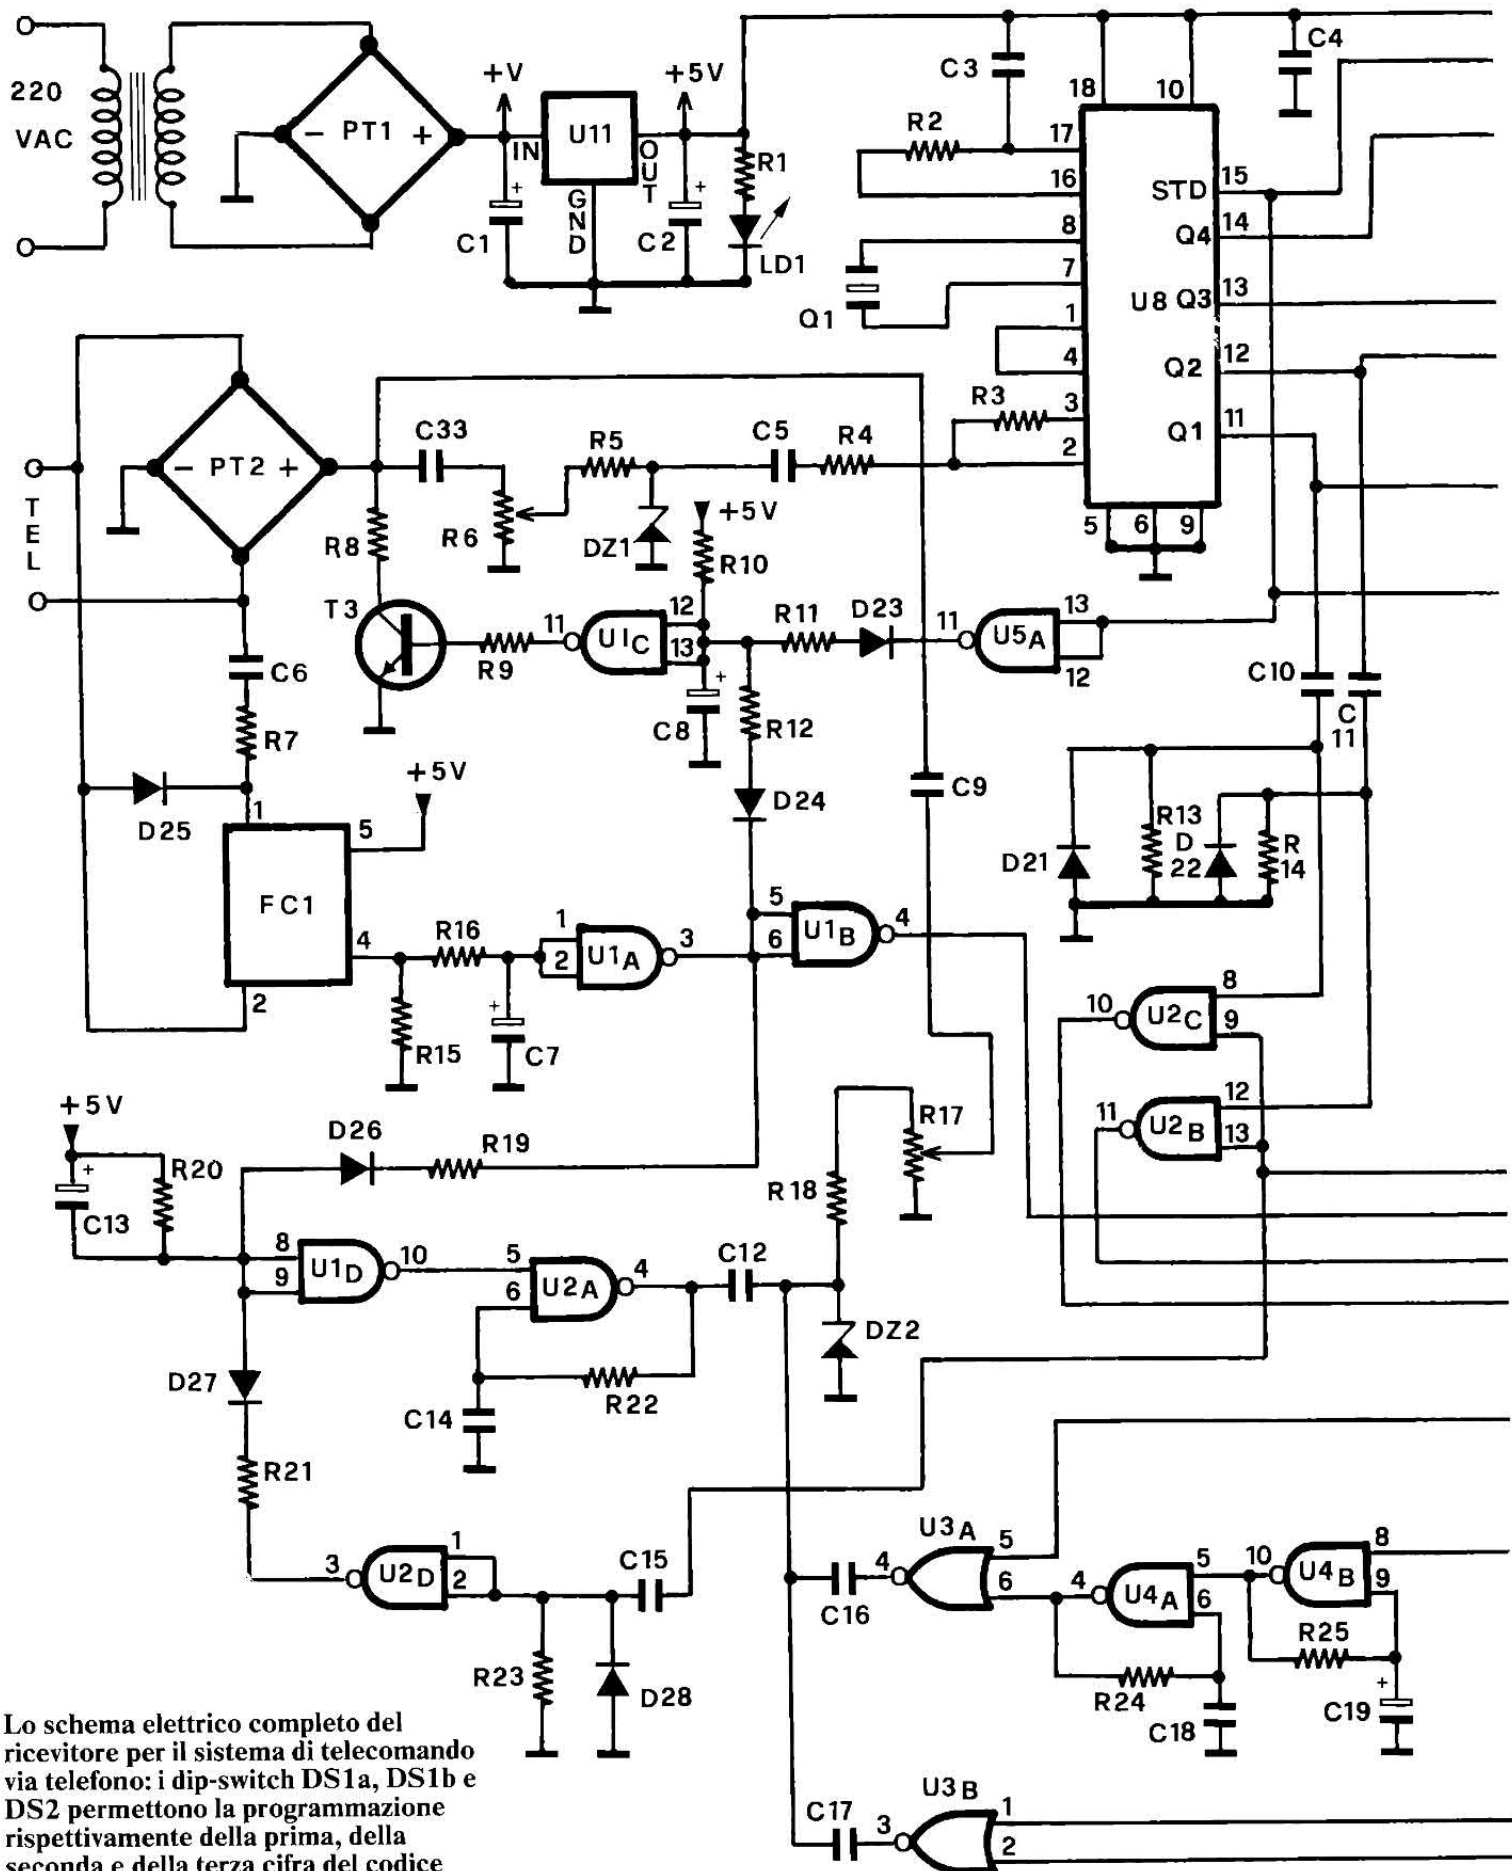 220
VAC
PT1
−
+
+V
IN
U11
OUT
GND
+5V
C1
+
C2
+
R1
LD1
C3
C4
18
10
R2
17
16
8
7
1
4
3
2
Q1
R3
STD
15
Q4
14
U8
Q3
13
Q2
12
Q1
11
5
6
9
TEL
−
PT2
+
C33
R5
C5
R4
R6
DZ1
+5V
R10
R8
T3
R9
11
U1C
12
13
R11
D23
11
U5A
13
12
C8
+
R12
D24
C6
R7
D25
+5V
1
5
FC1
4
2
R16
R15
C7
+
1
2
U1A
3
5
6
U1B
4
C9
C10
C
11
D21
R13
D
22
R
14
10
U2C
8
9
11
U2B
12
13
+5V
+
C13
R20
D26
R19
8
9
U1D
10
5
6
U2A
4
C12
R18
R17
DZ2
D27
R21
C14
R22
3
U2D
1
2
C15
R23
D28
U3A
4
5
6
C16
4
U4A
5
6
10
U4B
8
9
R24
C18
R25
C19
+
C17
U3B
3
1
2
Lo schema elettrico completo del
ricevitore per il sistema di telecomando
via telefono: i dip-switch DS1a, DS1b e
DS2 permettono la programmazione
rispettivamente della prima, della
seconda e della terza cifra del codice